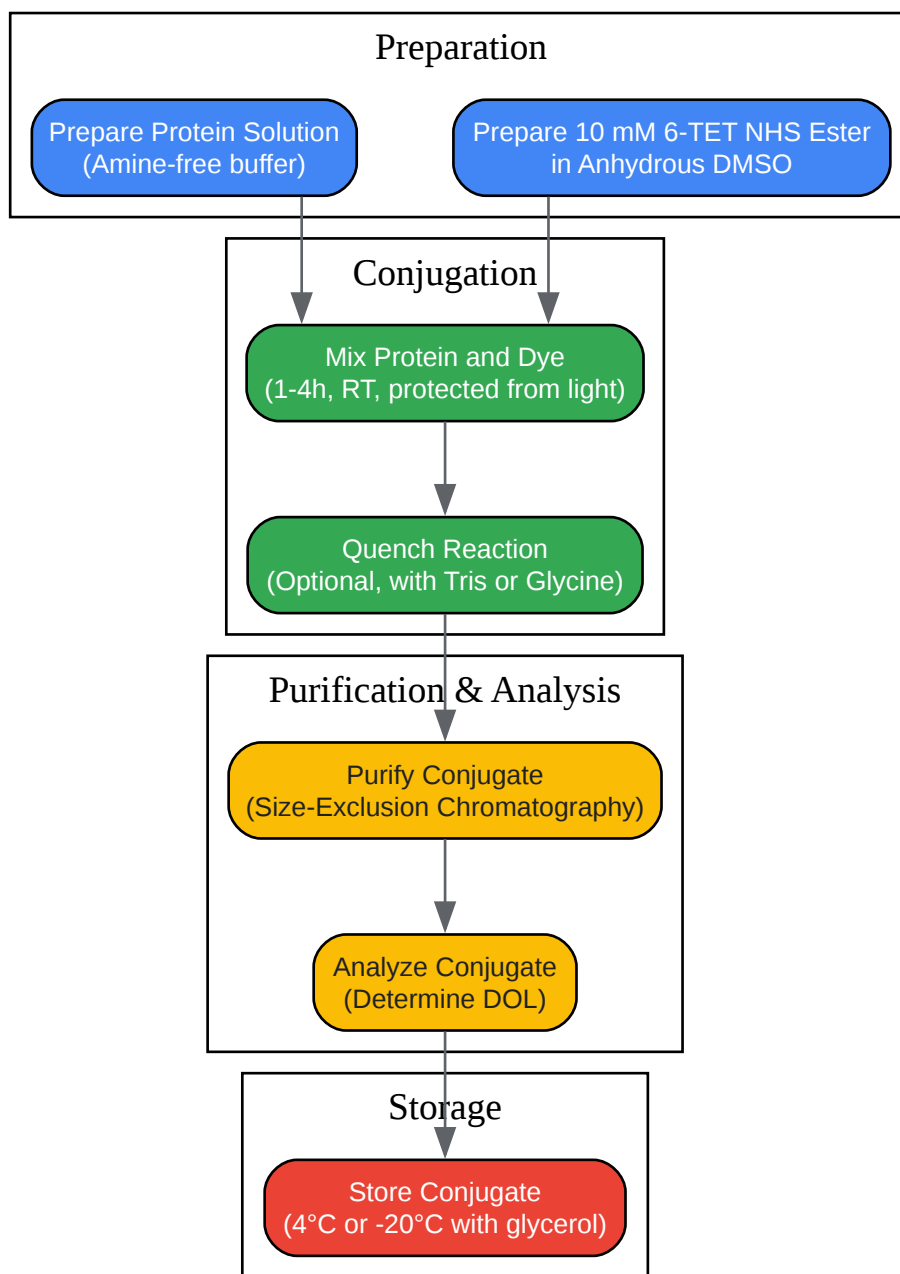 Preparation
Prepare Protein Solution
(Amine-free buffer)
Prepare 10 mM 6-TET NHS Ester
in Anhydrous DMSO
Conjugation
Mix Protein and Dye
(1-4h, RT, protected from light)
Quench Reaction
(Optional, with Tris or Glycine)
Purification & Analysis
Purify Conjugate
(Size-Exclusion Chromatography)
Analyze Conjugate
(Determine DOL)
Storage
Store Conjugate
(4°C or -20°C with glycerol)